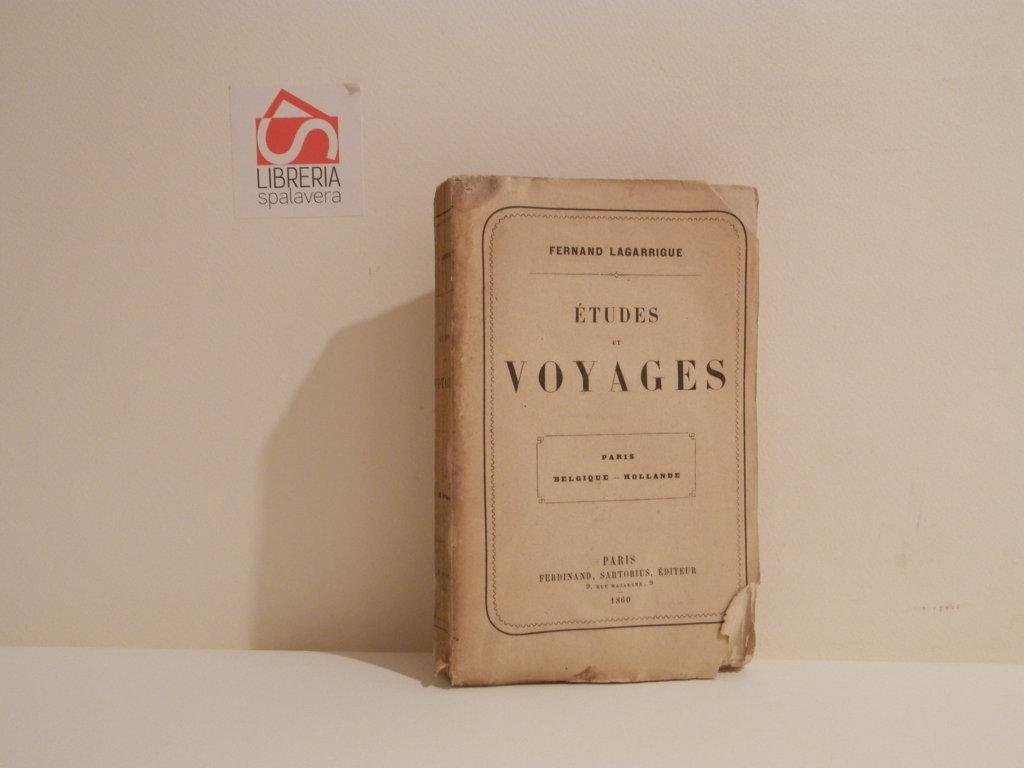 LIBRERIA
spalavera
FERNAND LAGARRIGUE
ÉTUDES
ET
VOYAGES
PARIS
BELGIQUE — HOLLANDE
PARIS
FERDINAND, SARTORIUS, ÉDITEUR
9, RUE MAZARINE, 9
1860